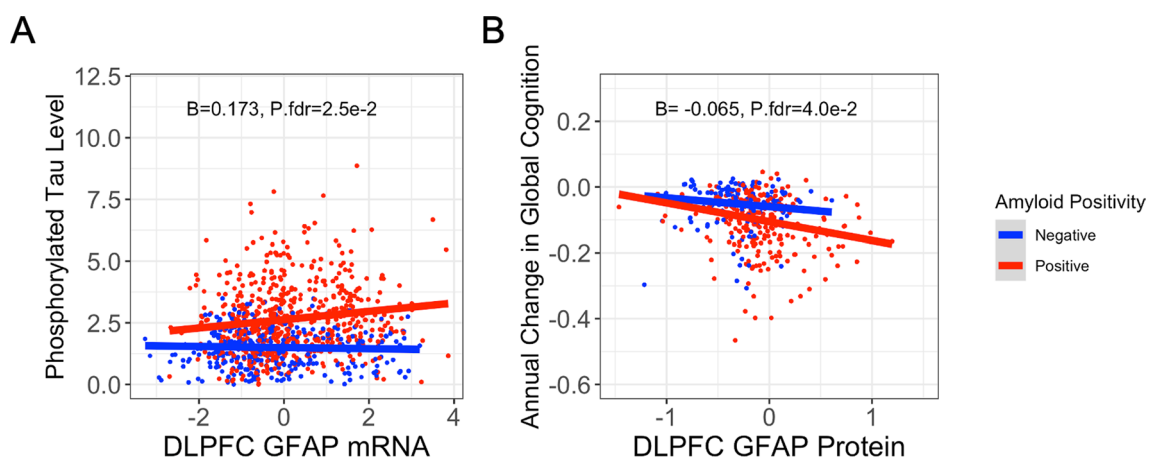 A
B
Phosphorylated Tau Level
12.5
10.0
7.5
5.0
2.5
0.0
B=0.173, P.fdr=2.5e-2
-2
0
2
4
DLPFC GFAP mRNA
Annual Change in Global Cognition
0.2
0.0
-0.2
-0.4
-0.6
B= -0.065, P.fdr=4.0e-2
-1
0
1
DLPFC GFAP Protein
Amyloid Positivity
Negative
Positive